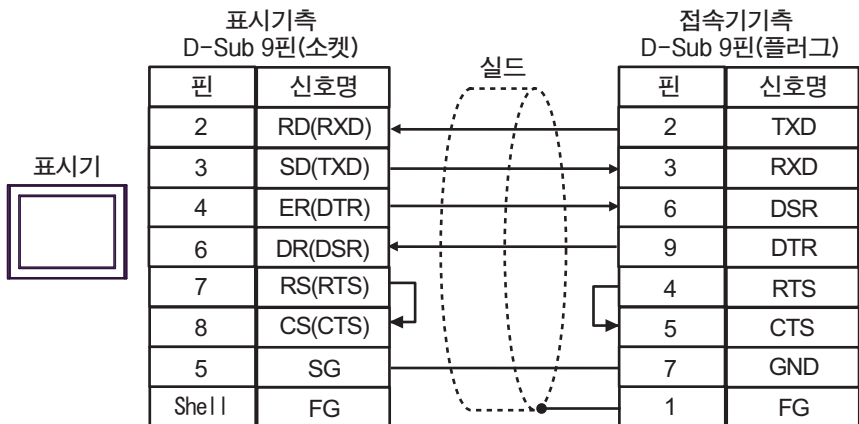 표시기측
D-Sub 9핀(소켓)
접속기기측
D-Sub 9핀(플러그)
실드
표시기
핀 신호명 핀 신호명
2 RD(RXD) 2 TXD
3 SD(TXD) 3 RXD
4 ER(DTR) 6 DSR
6 DR(DSR) 9 DTR
7 RS(RTS) 4 RTS
8 CS(CTS) 5 CTS
5 SG 7 GND
Shell FG 1 FG